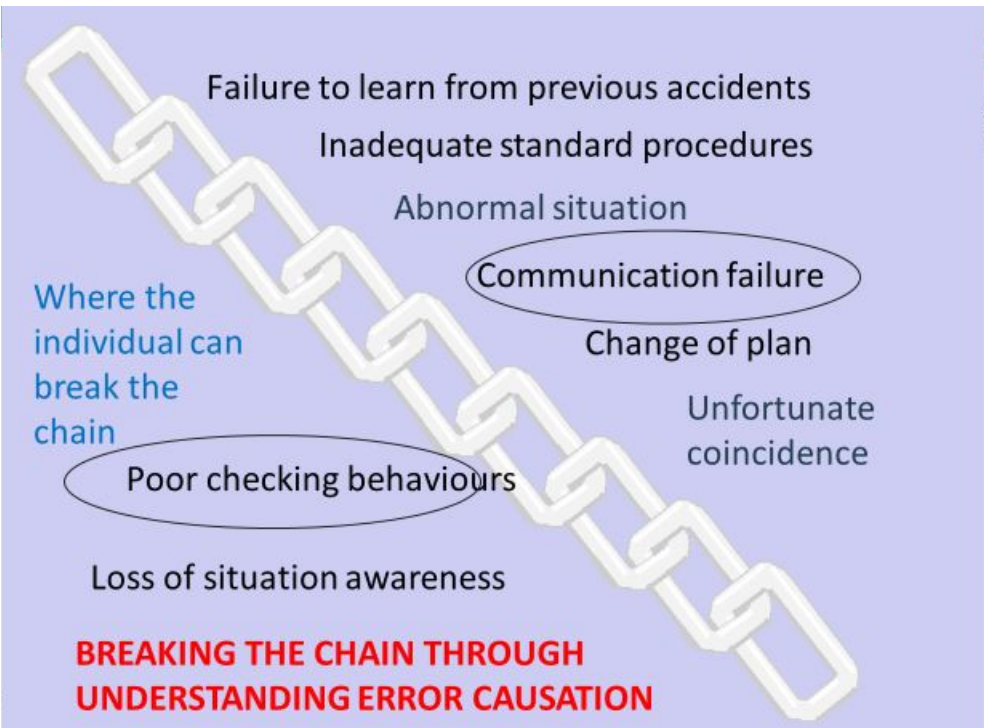 Failure to learn from previous accidents
Inadequate standard procedures
Abnormal situation
Communication failure
Change of plan
Unfortunate
coincidence
Where the
individual can
break the
chain
Poor checking behaviours
Loss of situation awareness
BREAKING THE CHAIN THROUGH
UNDERSTANDING ERROR CAUSATION